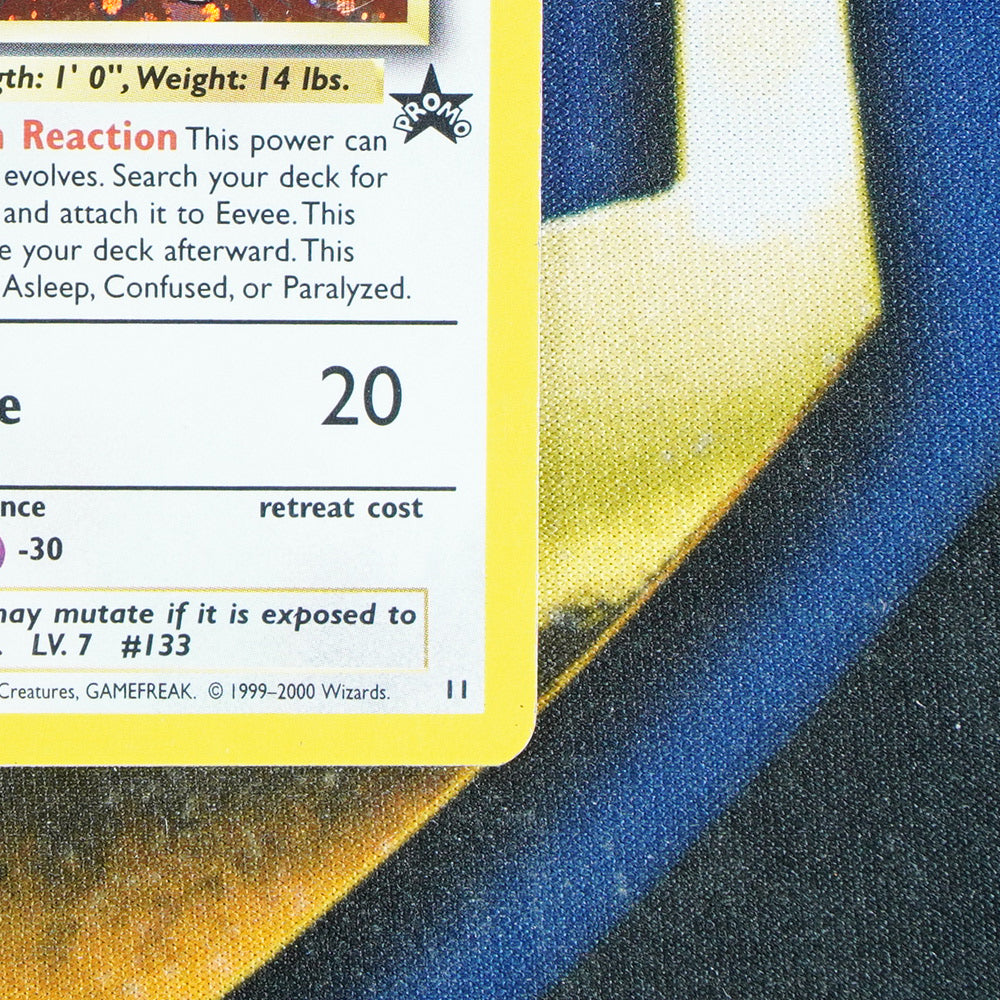 gth: 1' 0", Weight: 14 lbs.
PROMO
n Reaction This power can
evolves. Search your deck for
and attach it to Eevee. This
e your deck afterward. This
Asleep, Confused, or Paralyzed.
e 20
nce retreat cost
-30
may mutate if it is exposed to
. LV. 7 #133
Creatures, GAMEFREAK. © 1999–2000 Wizards. 11